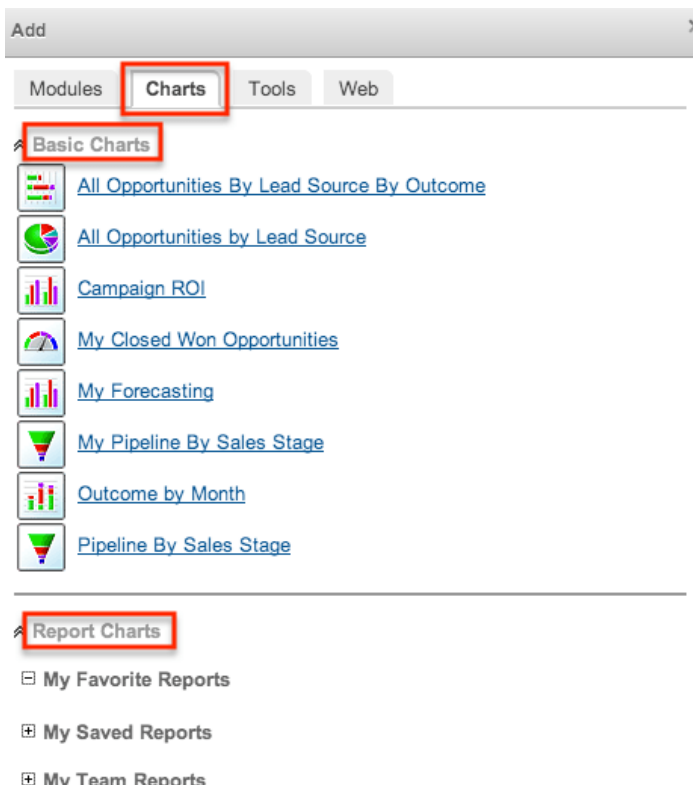 Add
Modules Charts Tools Web
Basic Charts
All Opportunities By Lead Source By Outcome
All Opportunities by Lead Source
Campaign ROI
My Closed Won Opportunities
My Forecasting
My Pipeline By Sales Stage
Outcome by Month
Pipeline By Sales Stage
Report Charts
My Favorite Reports
My Saved Reports
My Team Reports